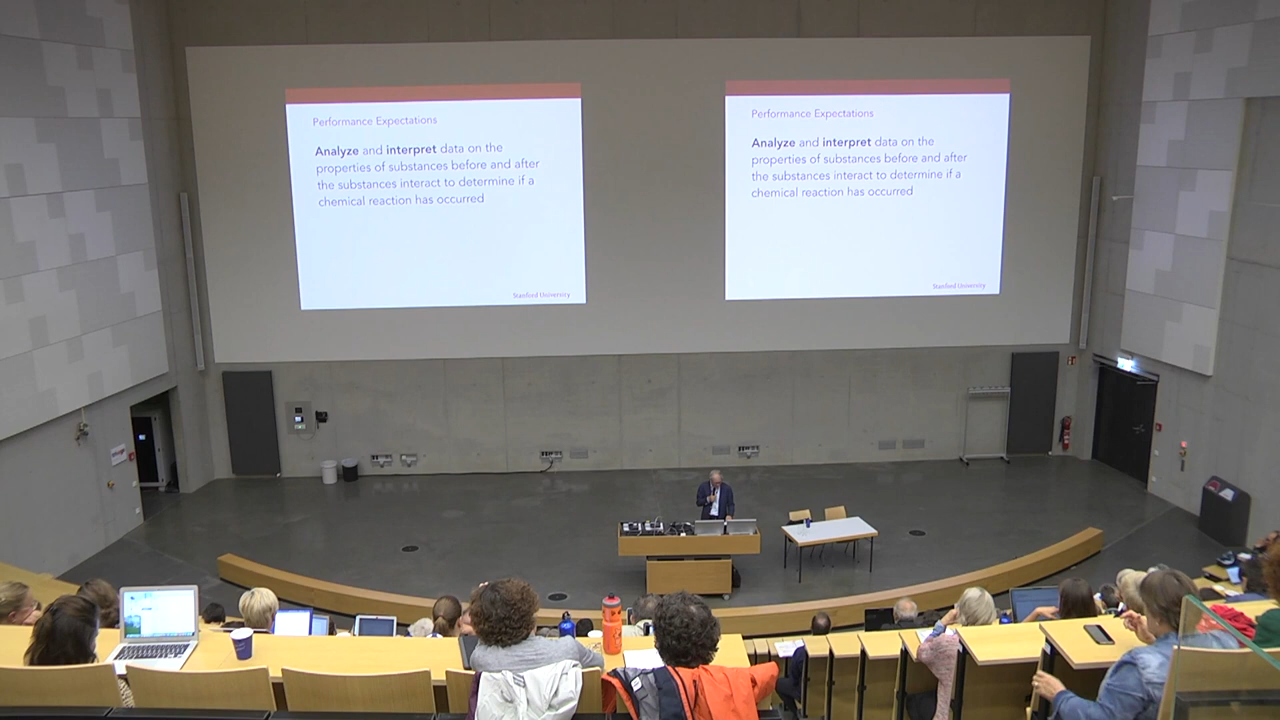 Performance Expectations
Analyze and interpret data on the
properties of substances before and after
the substances interact to determine if a
chemical reaction has occurred
Stanford University
Performance Expectations
Analyze and interpret data on the
properties of substances before and after
the substances interact to determine if a
chemical reaction has occurred
Stanford University